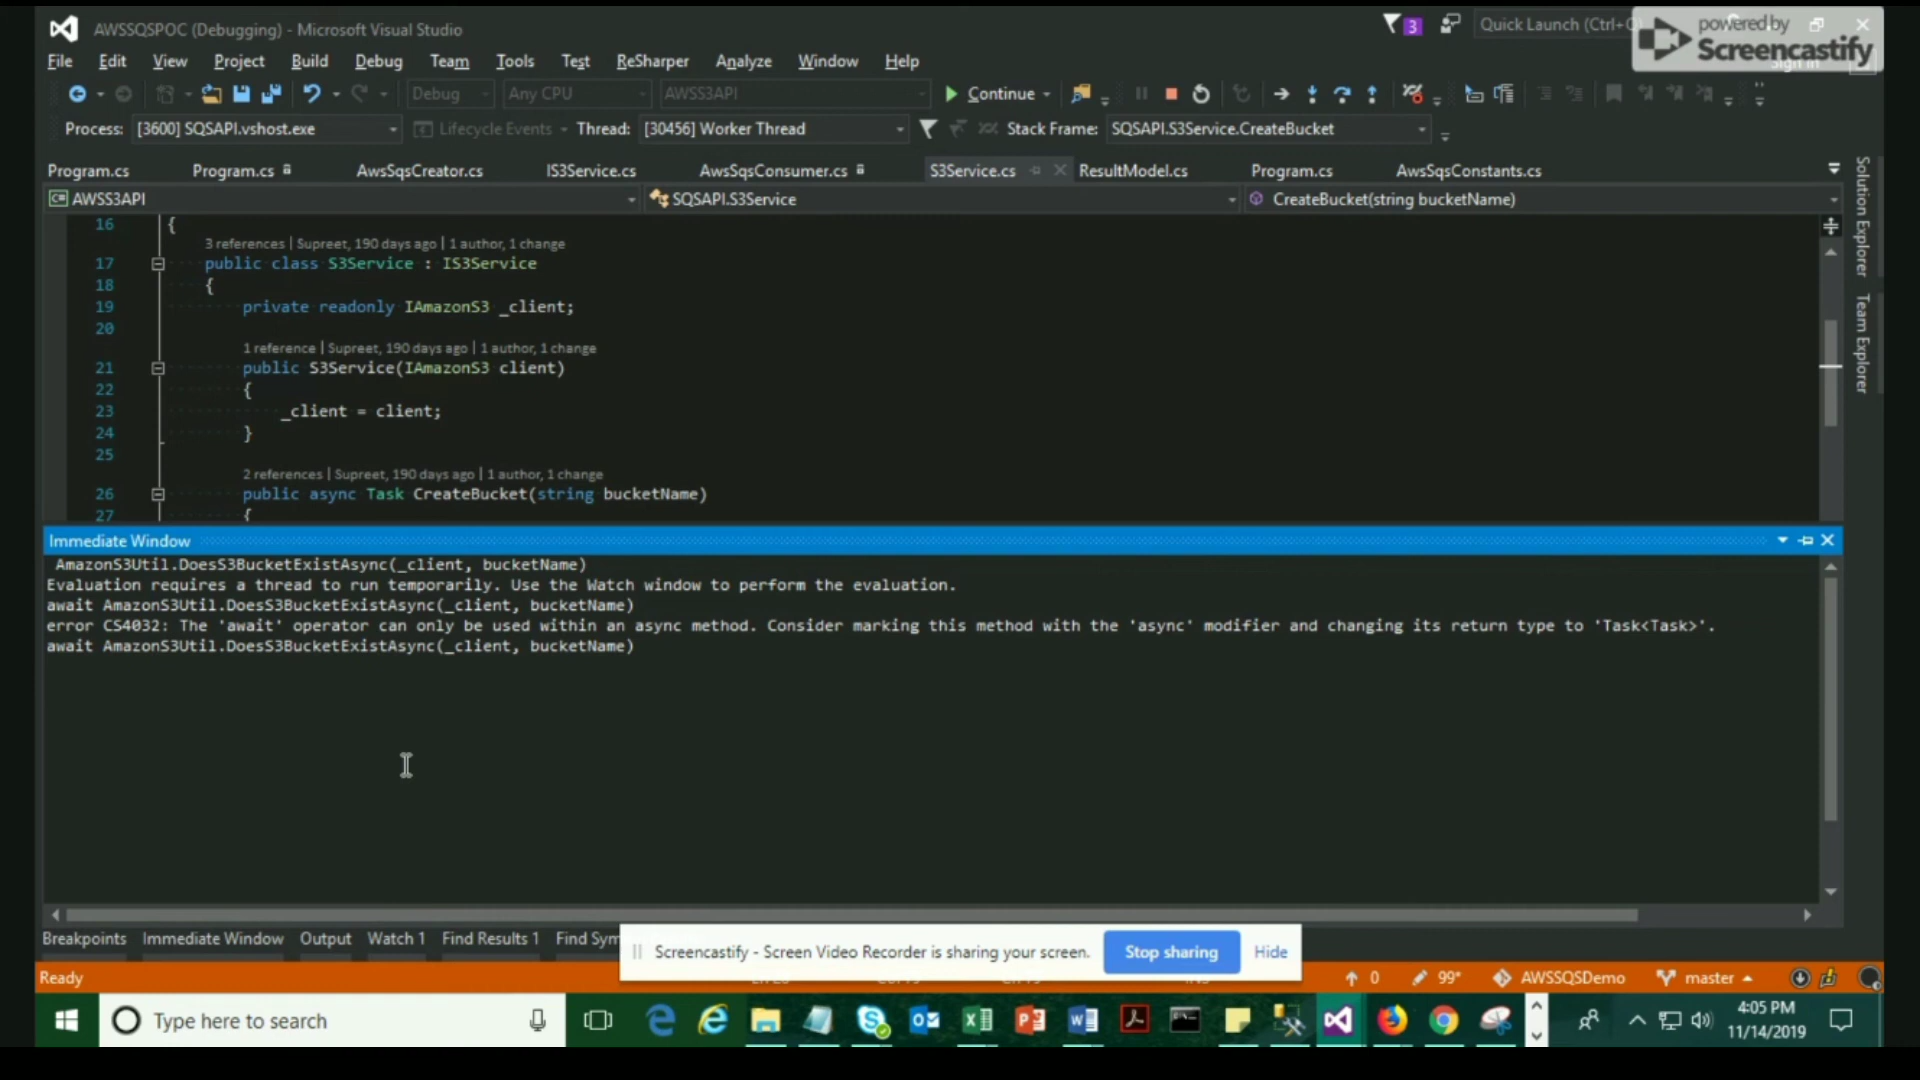 AWSSQSPOC (Debugging) - Microsoft Visual Studio
3
Quick Launch (Ctrl+Q
powered by
Screencastify
File Edit View Project Build Debug Team Tools Test ReSharper Analyze Window Help
Sign in
Debug Any CPU AWSS3API Continue
Process: [3600] SQSAPI.vshost.exe Lifecycle Events Thread: [30456] Worker Thread Stack Frame: SQSAPI.S3Service.CreateBucket
Program.cs Program.cs AwsSqsCreator.cs IS3Service.cs AwsSqsConsumer.cs S3Service.cs ResultModel.cs Program.cs AwsSqsConstants.cs
Solution Explorer
Team Explorer
AWSS3API SQSAPI.S3Service CreateBucket(string bucketName)
16 {
3 references | Supreet, 190 days ago | 1 author, 1 change
17 public class S3Service : IS3Service
18 {
19 private readonly IAmazonS3 _client;
20
1 reference | Supreet, 190 days ago | 1 author, 1 change
21 public S3Service(IAmazonS3 client)
22 {
23 _client = client;
24 }
25
2 references | Supreet, 190 days ago | 1 author, 1 change
26 public async Task CreateBucket(string bucketName)
27 {
Immediate Window
AmazonS3Util.DoesS3BucketExistAsync(_client, bucketName)
Evaluation requires a thread to run temporarily. Use the Watch window to perform the evaluation.
await AmazonS3Util.DoesS3BucketExistAsync(_client, bucketName)
error CS4032: The 'await' operator can only be used within an async method. Consider marking this method with the 'async' modifier and changing its return type to 'Task<Task>'.
await AmazonS3Util.DoesS3BucketExistAsync(_client, bucketName)
Breakpoints Immediate Window Output Watch 1 Find Results 1 Find Sym
Screencastify - Screen Video Recorder is sharing your screen. Stop sharing Hide
Ready 0 99* AWSSQSDemo master
Type here to search
4:05 PM
11/14/2019